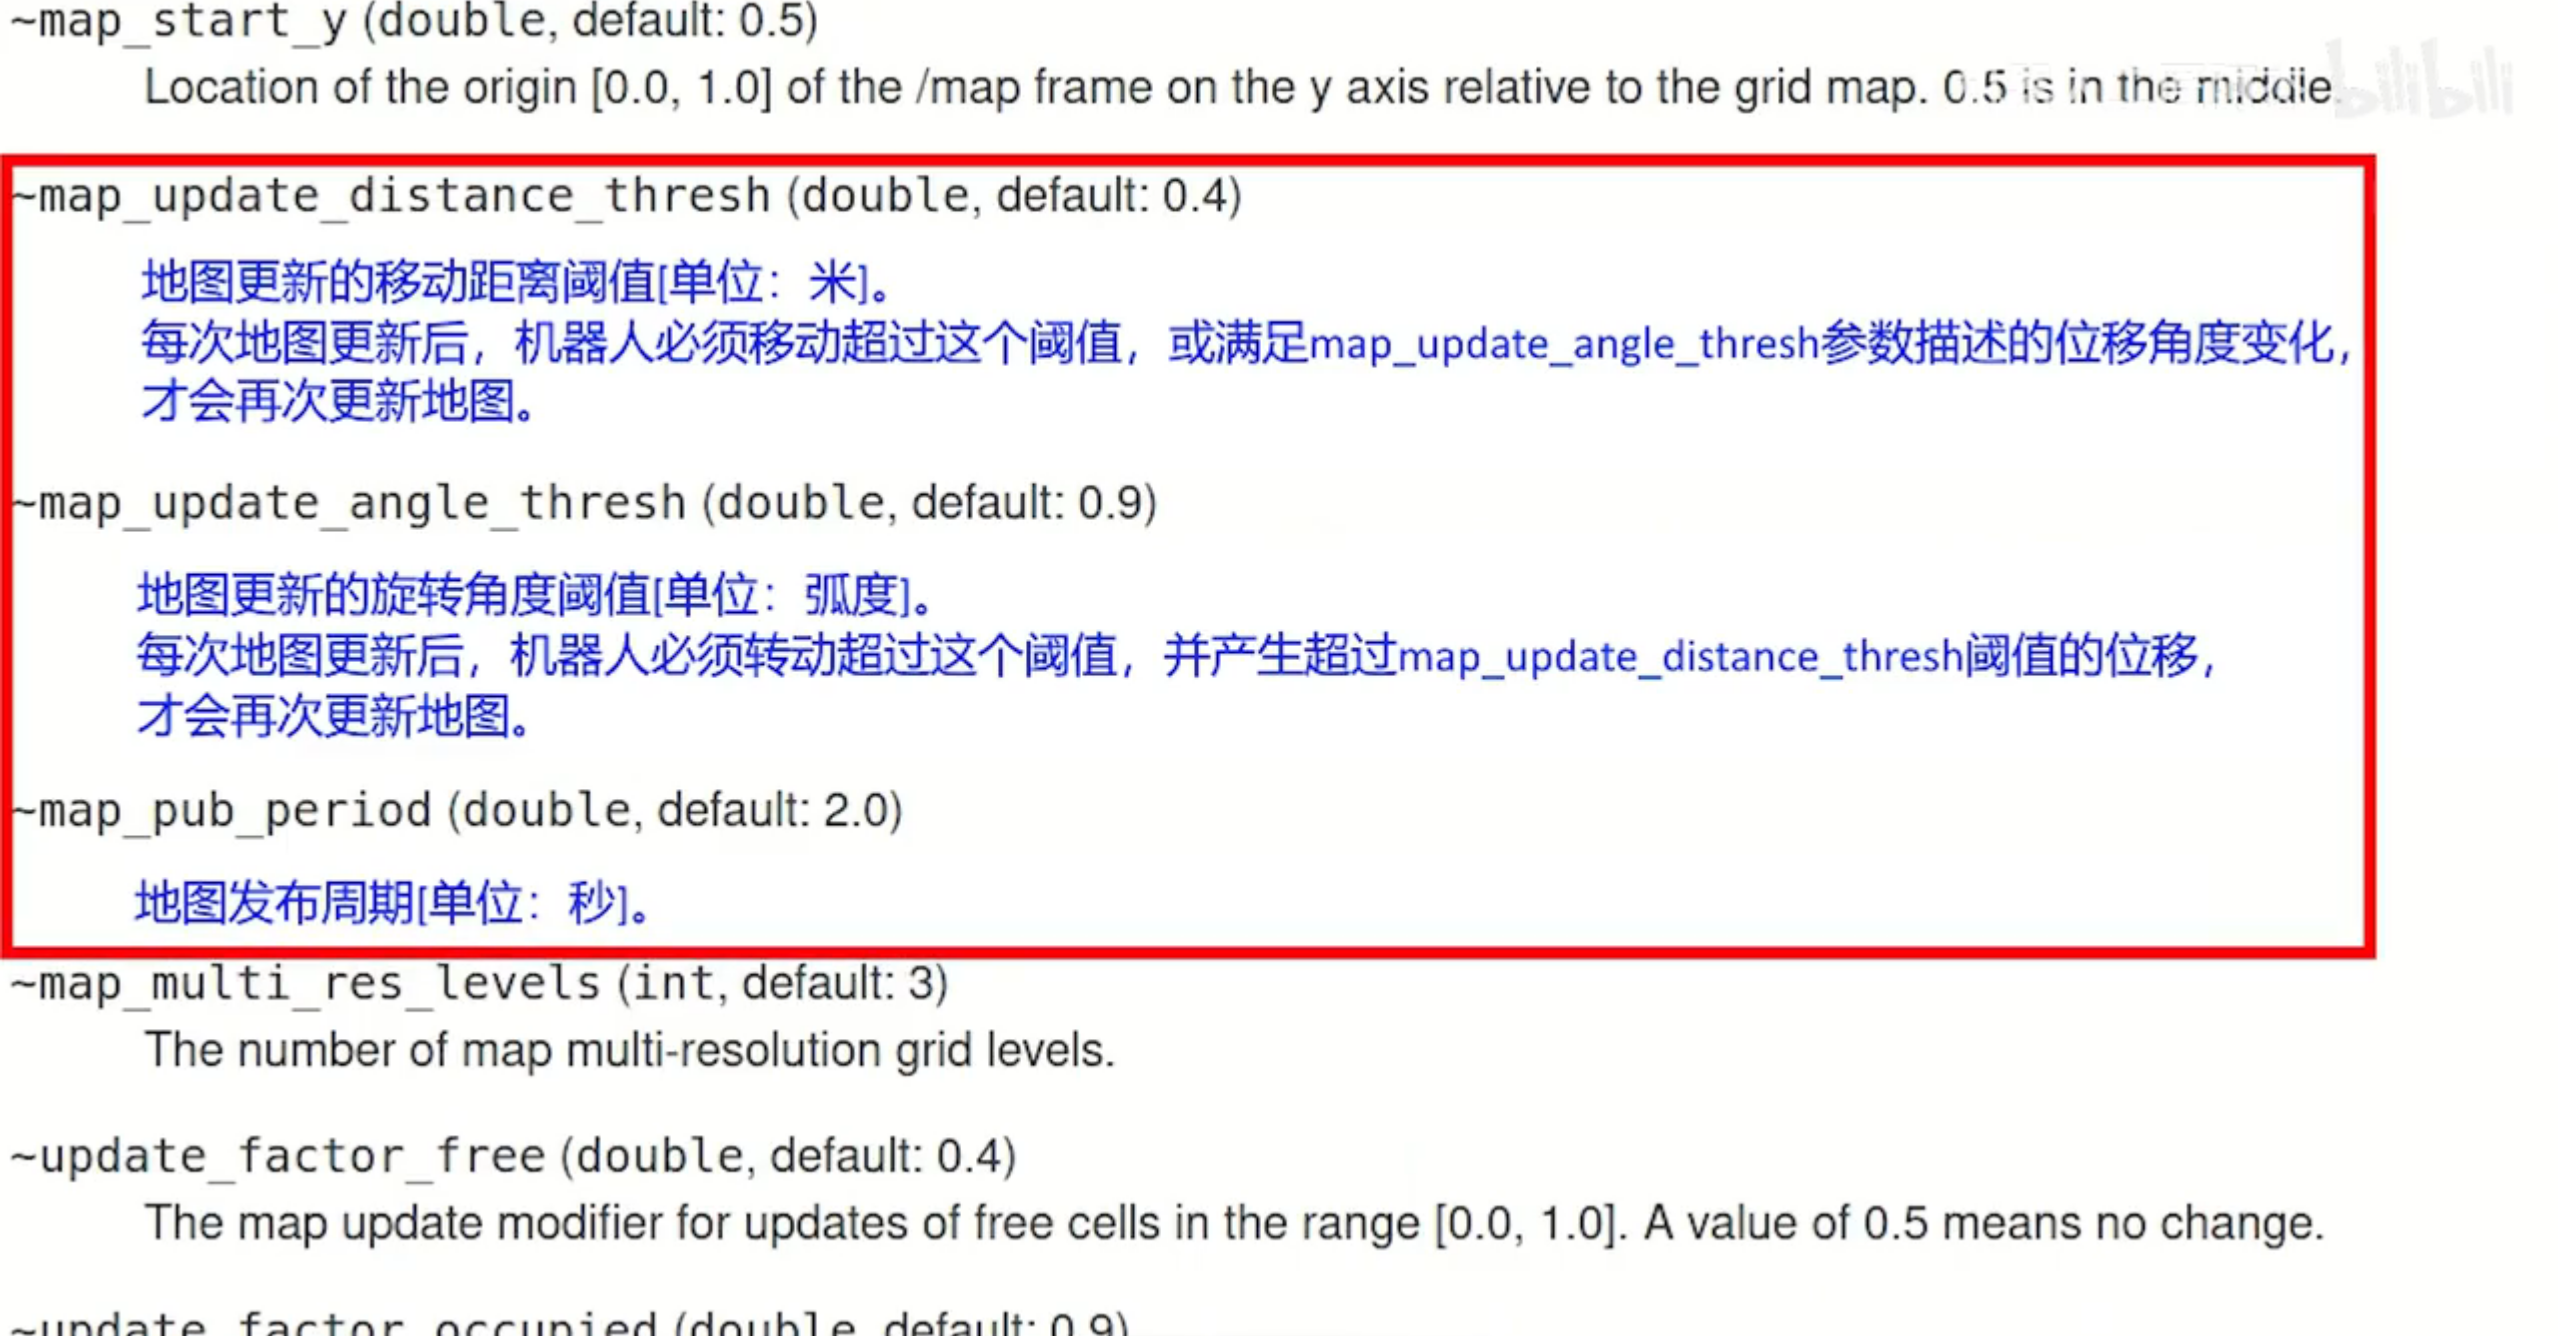 ~map_start_y (double, default: 0.5)
Location of the origin [0.0, 1.0] of the /map frame on the y axis relative to the grid map. 0.5 is in the middle.
bilibili
~map_update_distance_thresh (double, default: 0.4)
地图更新的移动距离阈值[单位：米]。
每次地图更新后，机器人必须移动超过这个阈值，或满足map_update_angle_thresh参数描述的位移角度变化，
才会再次更新地图。
~map_update_angle_thresh (double, default: 0.9)
地图更新的旋转角度阈值[单位：弧度]。
每次地图更新后，机器人必须转动超过这个阈值，并产生超过map_update_distance_thresh阈值的位移，
才会再次更新地图。
~map_pub_period (double, default: 2.0)
地图发布周期[单位：秒]。
~map_multi_res_levels (int, default: 3)
The number of map multi-resolution grid levels.
~update_factor_free (double, default: 0.4)
The map update modifier for updates of free cells in the range [0.0, 1.0]. A value of 0.5 means no change.
~update_factor_occupied (double, default: 0.9)